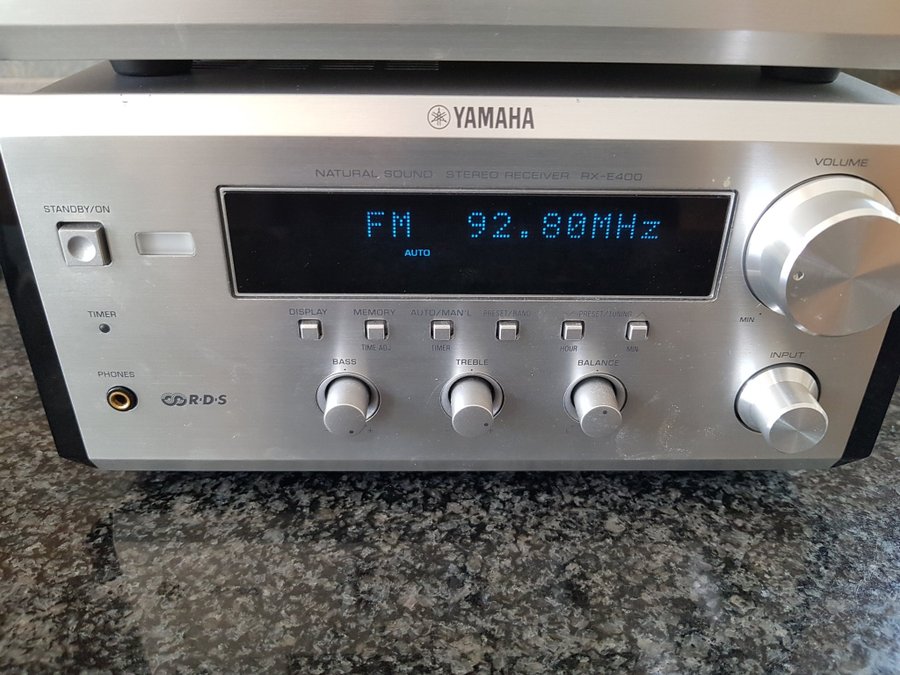 YAMAHA
NATURAL SOUND STEREO RECEIVER RX-E400
VOLUME
STANDBY/ON
FM 92.80MHz
AUTO
TIMER
DISPLAY MEMORY AUTO/MAN'L PRESET/BAND PRESET/TUNING
MIN
TIME ADJ TIMER HOUR MIN
BASS TREBLE BALANCE
INPUT
PHONES
R·D·S
- + - + L R